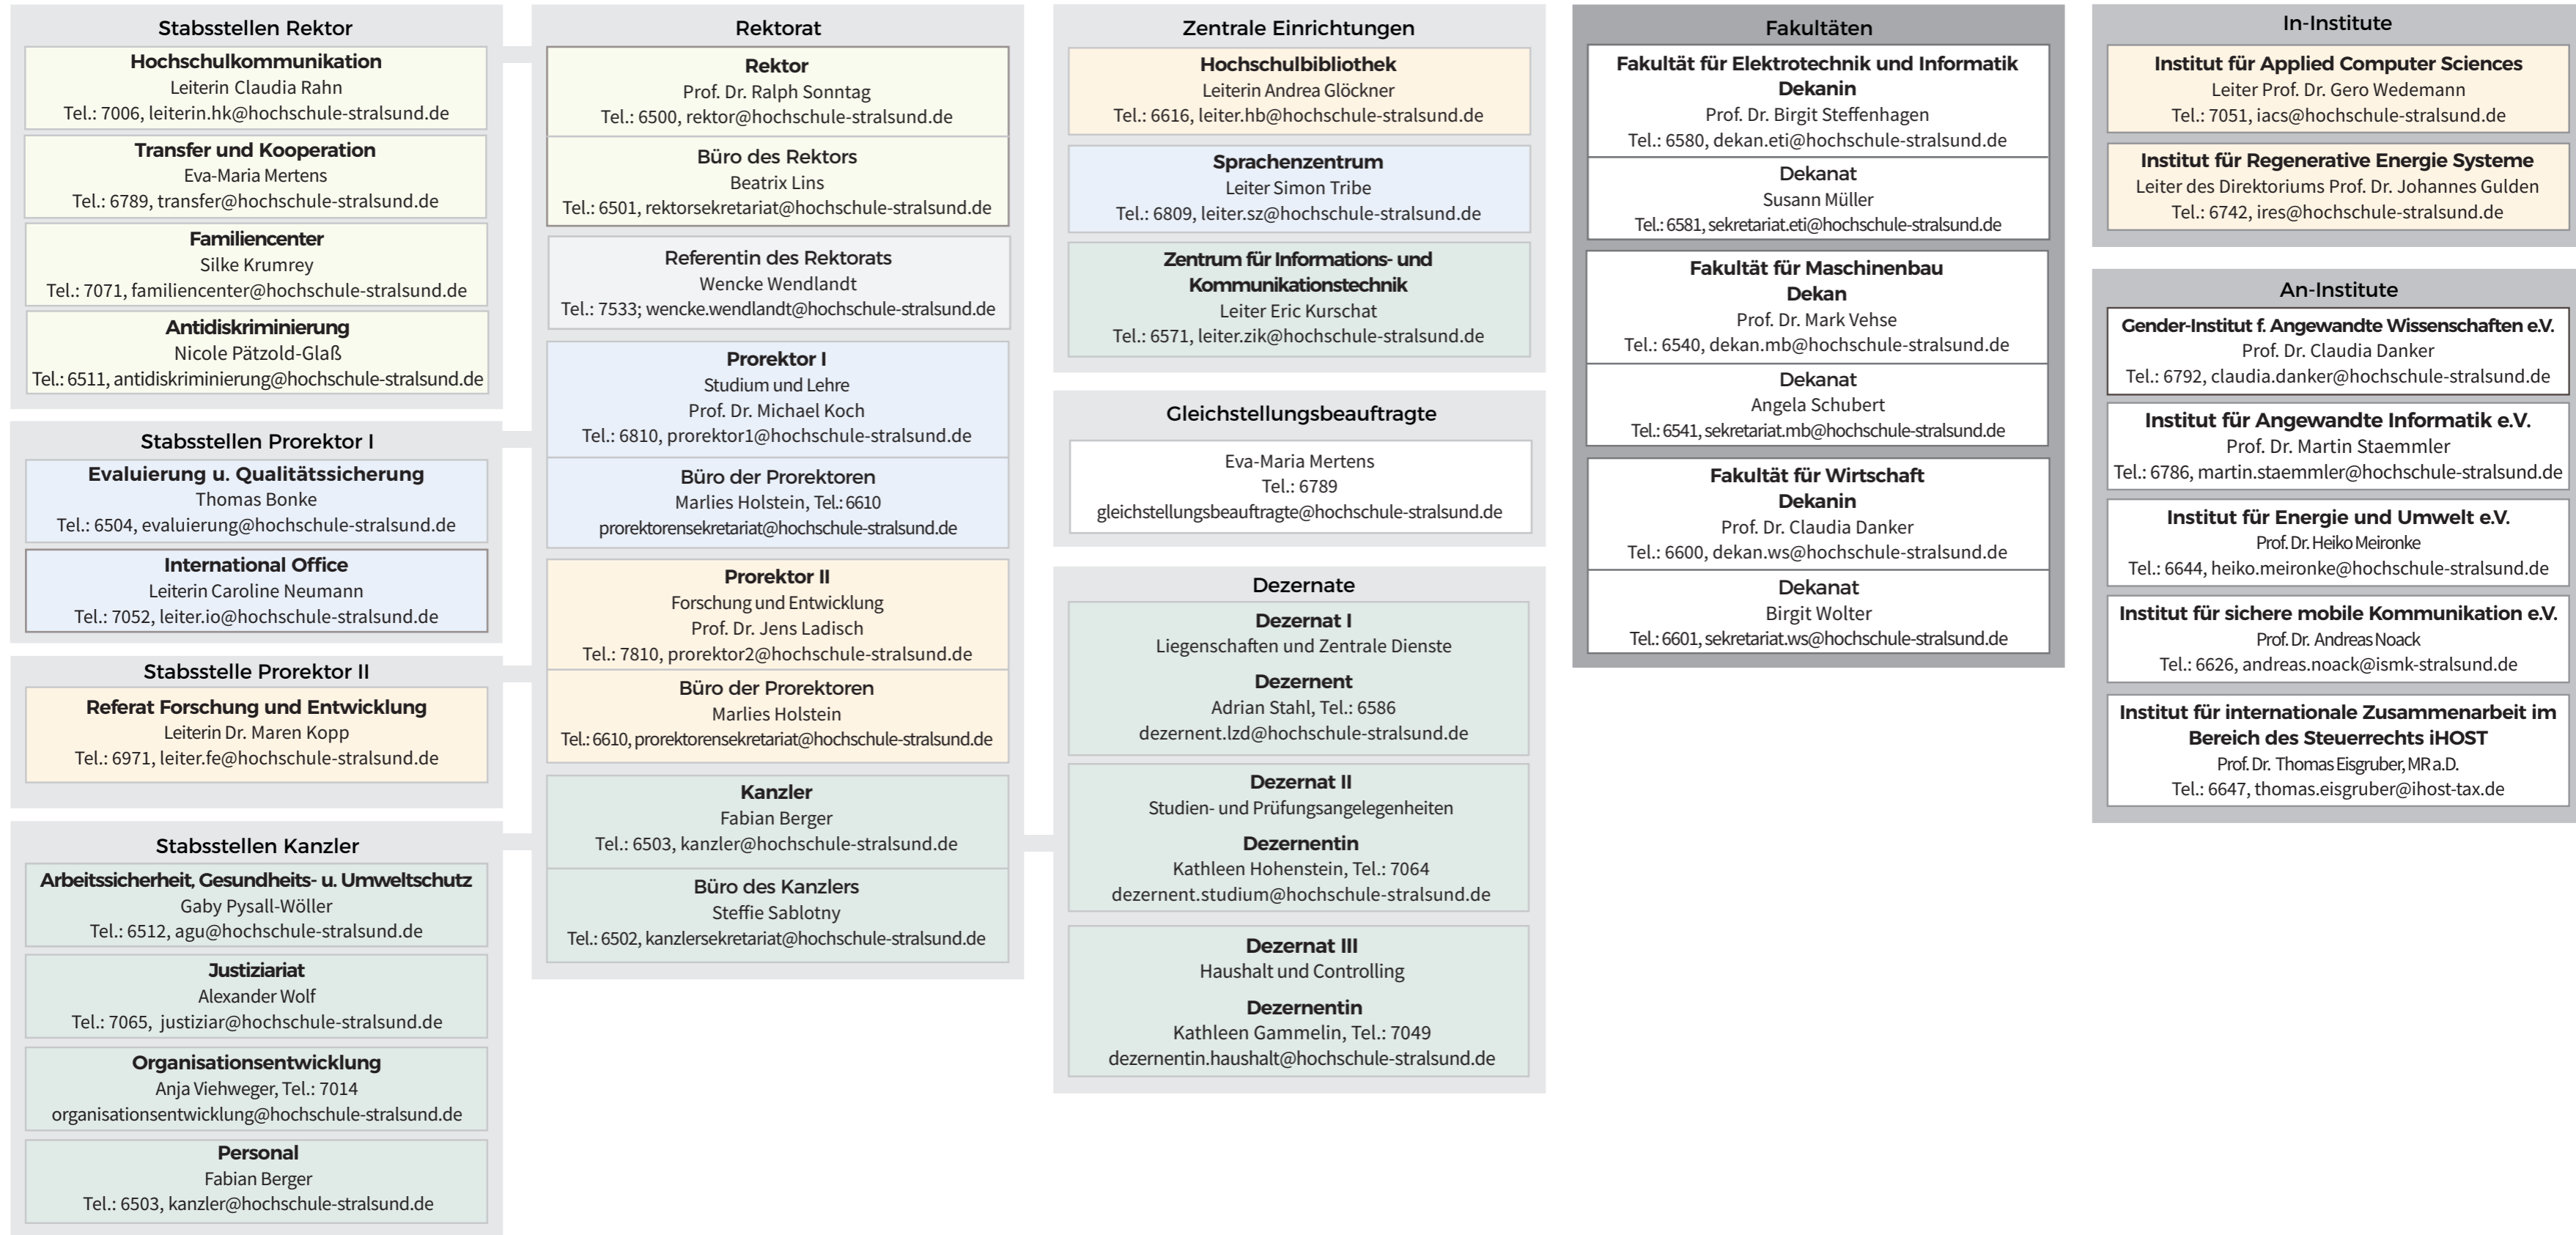 Stabsstellen Rektor
Hochschulkommunikation
Leiterin Claudia Rahn
Tel.: 7006, leiterin.hk@hochschule-stralsund.de
Transfer und Kooperation
Eva-Maria Mertens
Tel.: 6789, transfer@hochschule-stralsund.de
Familiencenter
Silke Krumrey
Tel.: 7071, familiencenter@hochschule-stralsund.de
Antidiskriminierung
Nicole Pätzold-Glaß
Tel.: 6511, antidiskriminierung@hochschule-stralsund.de
Stabsstellen Prorektor I
Evaluierung u. Qualitätssicherung
Thomas Bonke
Tel.: 6504, evaluierung@hochschule-stralsund.de
International Office
Leiterin Caroline Neumann
Tel.: 7052, leiter.io@hochschule-stralsund.de
Stabsstelle Prorektor II
Referat Forschung und Entwicklung
Leiterin Dr. Maren Kopp
Tel.: 6971, leiter.fe@hochschule-stralsund.de
Stabsstellen Kanzler
Arbeitssicherheit, Gesundheits- u. Umweltschutz
Gaby Pysall-Wöller
Tel.: 6512, agu@hochschule-stralsund.de
Justiziariat
Alexander Wolf
Tel.: 7065, justiziar@hochschule-stralsund.de
Organisationsentwicklung
Anja Viehweger, Tel.: 7014
organisationsentwicklung@hochschule-stralsund.de
Personal
Fabian Berger
Tel.: 6503, kanzler@hochschule-stralsund.de
Rektorat
Rektor
Prof. Dr. Ralph Sonntag
Tel.: 6500, rektor@hochschule-stralsund.de
Büro des Rektors
Beatrix Lins
Tel.: 6501, rektorsekretariat@hochschule-stralsund.de
Referentin des Rektorats
Wencke Wendlandt
Tel.: 7533; wencke.wendlandt@hochschule-stralsund.de
Prorektor I
Studium und Lehre
Prof. Dr. Michael Koch
Tel.: 6810, prorektor1@hochschule-stralsund.de
Büro der Prorektoren
Marlies Holstein, Tel.: 6610
prorektorensekretariat@hochschule-stralsund.de
Prorektor II
Forschung und Entwicklung
Prof. Dr. Jens Ladisch
Tel.: 7810, prorektor2@hochschule-stralsund.de
Büro der Prorektoren
Marlies Holstein
Tel.: 6610, prorektorensekretariat@hochschule-stralsund.de
Kanzler
Fabian Berger
Tel.: 6503, kanzler@hochschule-stralsund.de
Büro des Kanzlers
Steffie Sablotny
Tel.: 6502, kanzlersekretariat@hochschule-stralsund.de
Zentrale Einrichtungen
Hochschulbibliothek
Leiterin Andrea Glöckner
Tel.: 6616, leiter.hb@hochschule-stralsund.de
Sprachenzentrum
Leiter Simon Tribe
Tel.: 6809, leiter.sz@hochschule-stralsund.de
Zentrum für Informations- und
Kommunikationstechnik
Leiter Eric Kurschat
Tel.: 6571, leiter.zik@hochschule-stralsund.de
Gleichstellungsbeauftragte
Eva-Maria Mertens
Tel.: 6789
gleichstellungsbeauftragte@hochschule-stralsund.de
Dezernate
Dezernat I
Liegenschaften und Zentrale Dienste
Dezernent
Adrian Stahl, Tel.: 6586
dezernent.lzd@hochschule-stralsund.de
Dezernat II
Studien- und Prüfungsangelegenheiten
Dezernentin
Kathleen Hohenstein, Tel.: 7064
dezernent.studium@hochschule-stralsund.de
Dezernat III
Haushalt und Controlling
Dezernentin
Kathleen Gammelin, Tel.: 7049
dezernentin.haushalt@hochschule-stralsund.de
Fakultäten
Fakultät für Elektrotechnik und Informatik
Dekanin
Prof. Dr. Birgit Steffenhagen
Tel.: 6580, dekan.eti@hochschule-stralsund.de
Dekanat
Susann Müller
Tel.: 6581, sekretariat.eti@hochschule-stralsund.de
Fakultät für Maschinenbau
Dekan
Prof. Dr. Mark Vehse
Tel.: 6540, dekan.mb@hochschule-stralsund.de
Dekanat
Angela Schubert
Tel.: 6541, sekretariat.mb@hochschule-stralsund.de
Fakultät für Wirtschaft
Dekanin
Prof. Dr. Claudia Danker
Tel.: 6600, dekan.ws@hochschule-stralsund.de
Dekanat
Birgit Wolter
Tel.: 6601, sekretariat.ws@hochschule-stralsund.de
In-Institute
Institut für Applied Computer Sciences
Leiter Prof. Dr. Gero Wedemann
Tel.: 7051, iacs@hochschule-stralsund.de
Institut für Regenerative Energie Systeme
Leiter des Direktoriums Prof. Dr. Johannes Gulden
Tel.: 6742, ires@hochschule-stralsund.de
An-Institute
Gender-Institut f. Angewandte Wissenschaften e.V.
Prof. Dr. Claudia Danker
Tel.: 6792, claudia.danker@hochschule-stralsund.de
Institut für Angewandte Informatik e.V.
Prof. Dr. Martin Staemmler
Tel.: 6786, martin.staemmler@hochschule-stralsund.de
Institut für Energie und Umwelt e.V.
Prof. Dr. Heiko Meironke
Tel.: 6644, heiko.meironke@hochschule-stralsund.de
Institut für sichere mobile Kommunikation e.V.
Prof. Dr. Andreas Noack
Tel.: 6626, andreas.noack@ismk-stralsund.de
Institut für internationale Zusammenarbeit im
Bereich des Steuerrechts iHOST
Prof. Dr. Thomas Eisgruber, MR a.D.
Tel.: 6647, thomas.eisgruber@ihost-tax.de